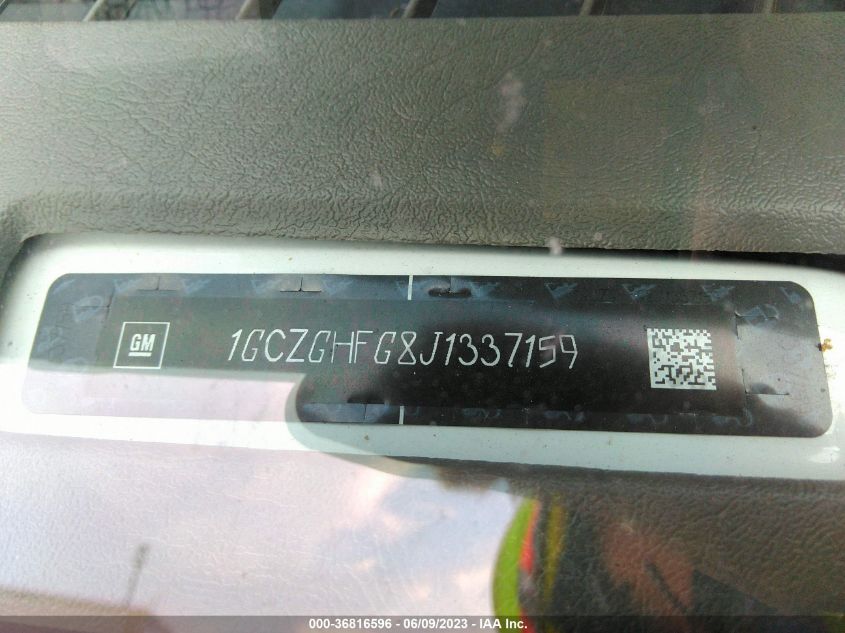 GM
1GCZGHFG8J1337159
000-36816596 - 06/09/2023 - IAA Inc.